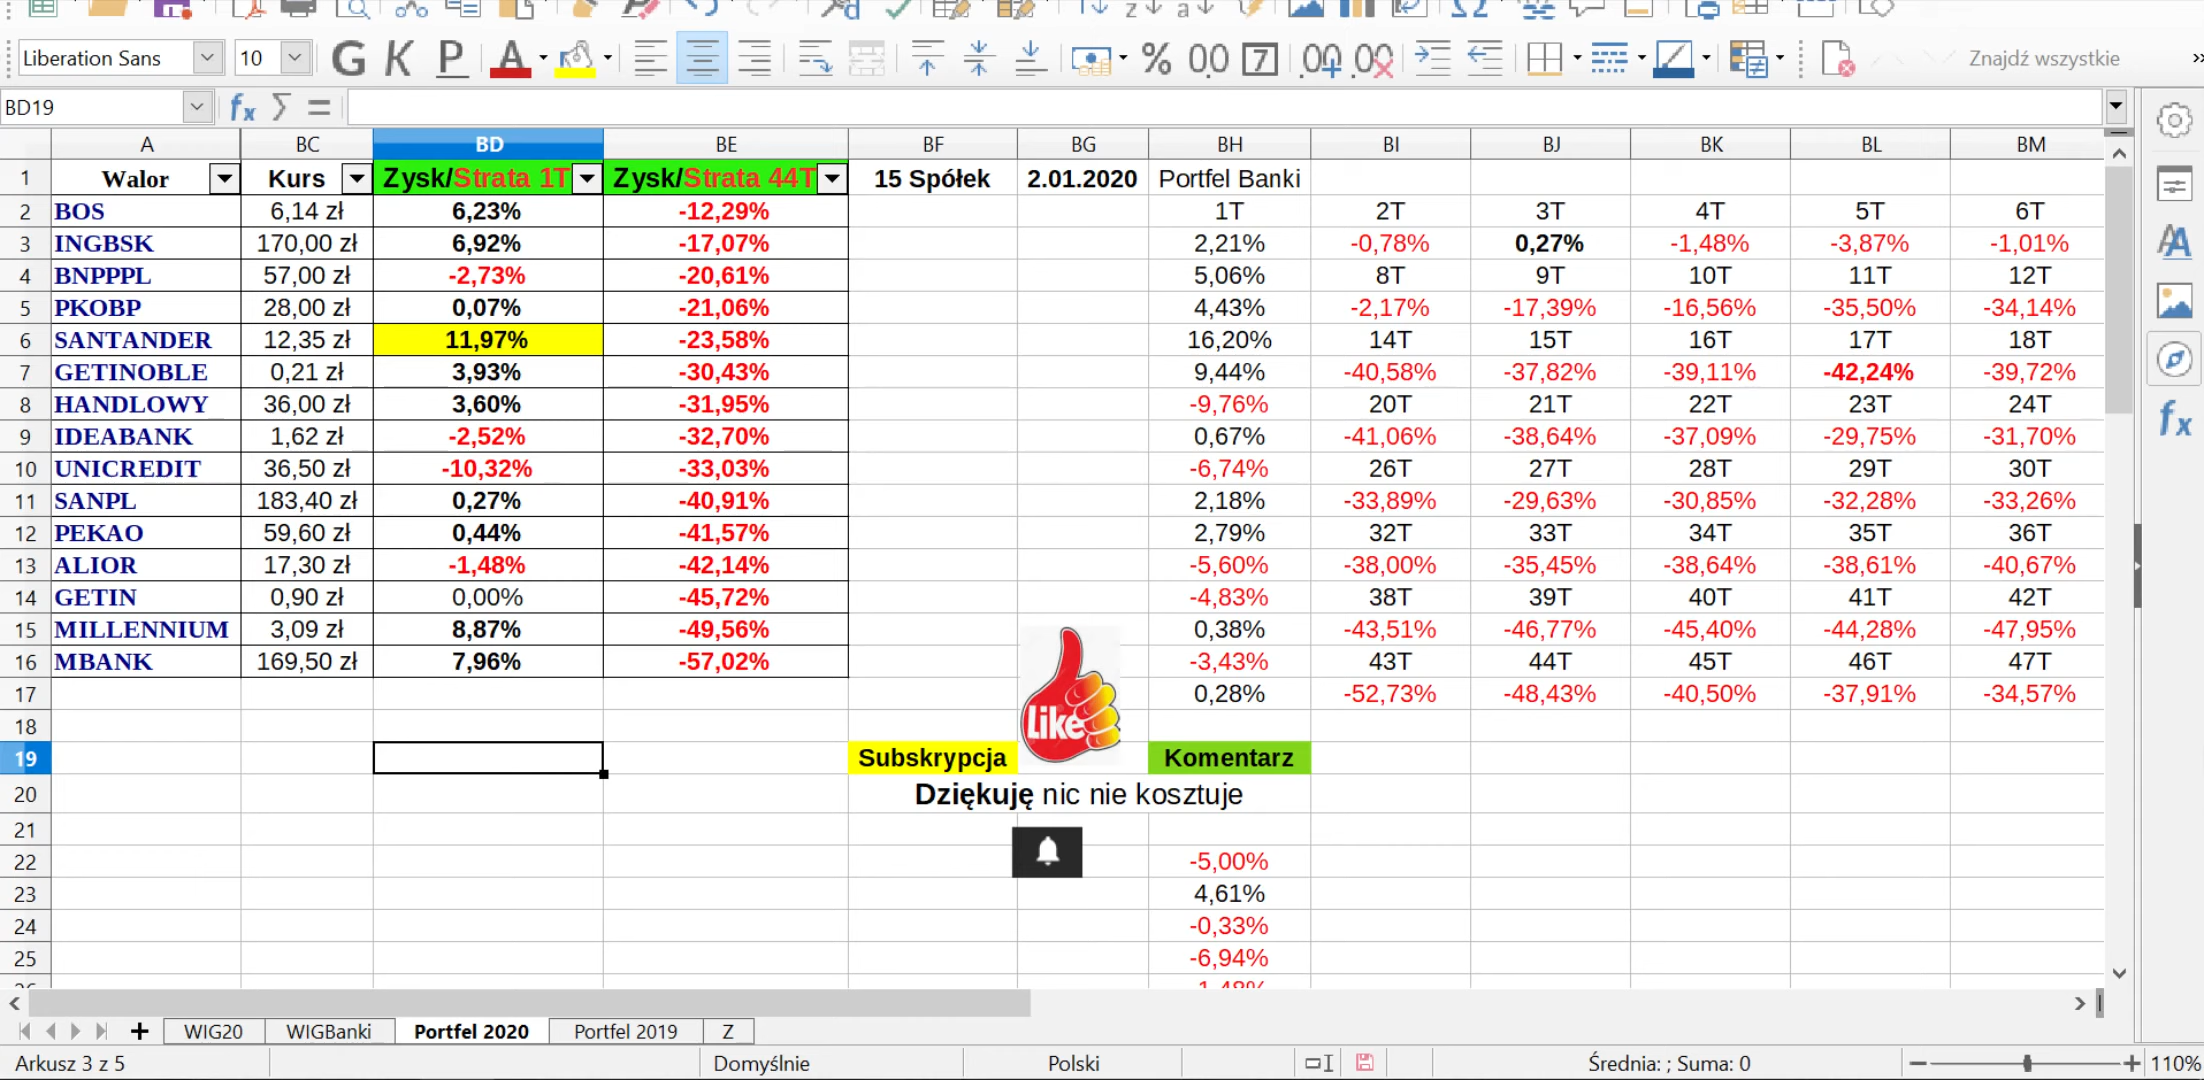 Liberation Sans 10 G K P A % 00 7 .00 00 Znajdź wszystkie
BD19 fx Σ =
A BC BD BE BF BG BH BI BJ BK BL BM
1 Walor Kurs Zysk/Strata 1T Zysk/Strata 44T 15 Spółek 2.01.2020 Portfel Banki
2 BOS 6,14 zł 6,23% -12,29% 1T 2T 3T 4T 5T 6T
3 INGBSK 170,00 zł 6,92% -17,07% 2,21% -0,78% 0,27% -1,48% -3,87% -1,01%
4 BNPPPL 57,00 zł -2,73% -20,61% 5,06% 8T 9T 10T 11T 12T
5 PKOBP 28,00 zł 0,07% -21,06% 4,43% -2,17% -17,39% -16,56% -35,50% -34,14%
6 SANTANDER 12,35 zł 11,97% -23,58% 16,20% 14T 15T 16T 17T 18T
7 GETINOBLE 0,21 zł 3,93% -30,43% 9,44% -40,58% -37,82% -39,11% -42,24% -39,72%
8 HANDLOWY 36,00 zł 3,60% -31,95% -9,76% 20T 21T 22T 23T 24T
9 IDEABANK 1,62 zł -2,52% -32,70% 0,67% -41,06% -38,64% -37,09% -29,75% -31,70%
10 UNICREDIT 36,50 zł -10,32% -33,03% -6,74% 26T 27T 28T 29T 30T
11 SANPL 183,40 zł 0,27% -40,91% 2,18% -33,89% -29,63% -30,85% -32,28% -33,26%
12 PEKAO 59,60 zł 0,44% -41,57% 2,79% 32T 33T 34T 35T 36T
13 ALIOR 17,30 zł -1,48% -42,14% -5,60% -38,00% -35,45% -38,64% -38,61% -40,67%
14 GETIN 0,90 zł 0,00% -45,72% -4,83% 38T 39T 40T 41T 42T
15 MILLENNIUM 3,09 zł 8,87% -49,56% 0,38% -43,51% -46,77% -45,40% -44,28% -47,95%
16 MBANK 169,50 zł 7,96% -57,02% -3,43% 43T 44T 45T 46T 47T
17 0,28% -52,73% -48,43% -40,50% -37,91% -34,57%
Like
18
19 Subskrypcja Komentarz
20 Dziękuję nic nie kosztuje
21
22 -5,00%
23 4,61%
24 -0,33%
25 -6,94%
WIG20 WIGBanki Portfel 2020 Portfel 2019 Z
Arkusz 3 z 5 Domyślnie Polski Średnia: ; Suma: 0 110%